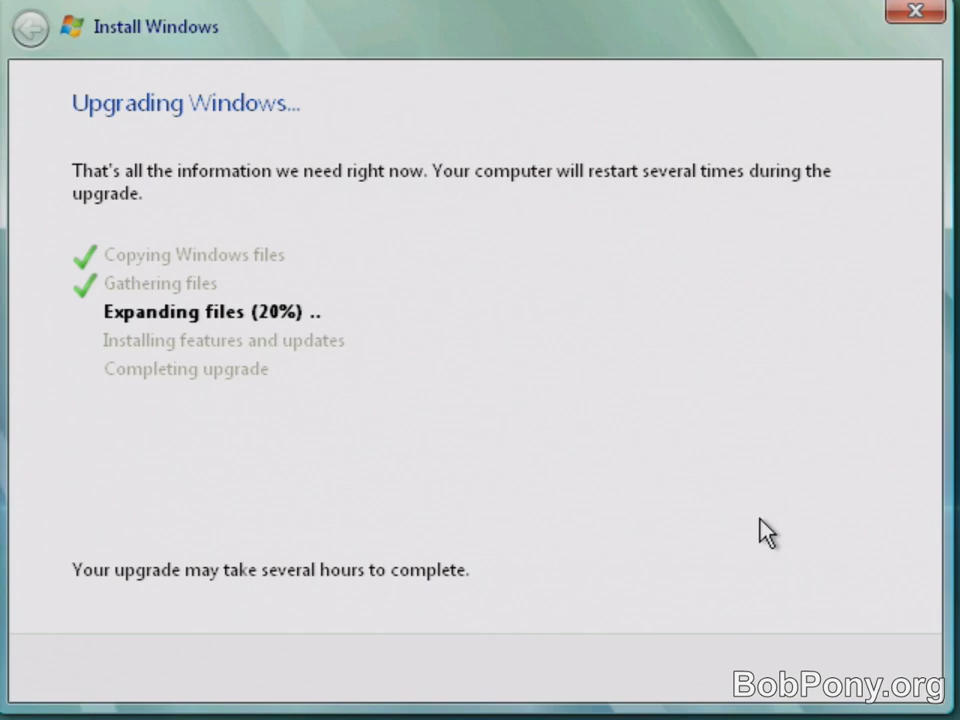 Install Windows
Upgrading Windows...
That's all the information we need right now. Your computer will restart several times during the
upgrade.
Copying Windows files
Gathering files
Expanding files (20%) ..
Installing features and updates
Completing upgrade
Your upgrade may take several hours to complete.
BobPony.org